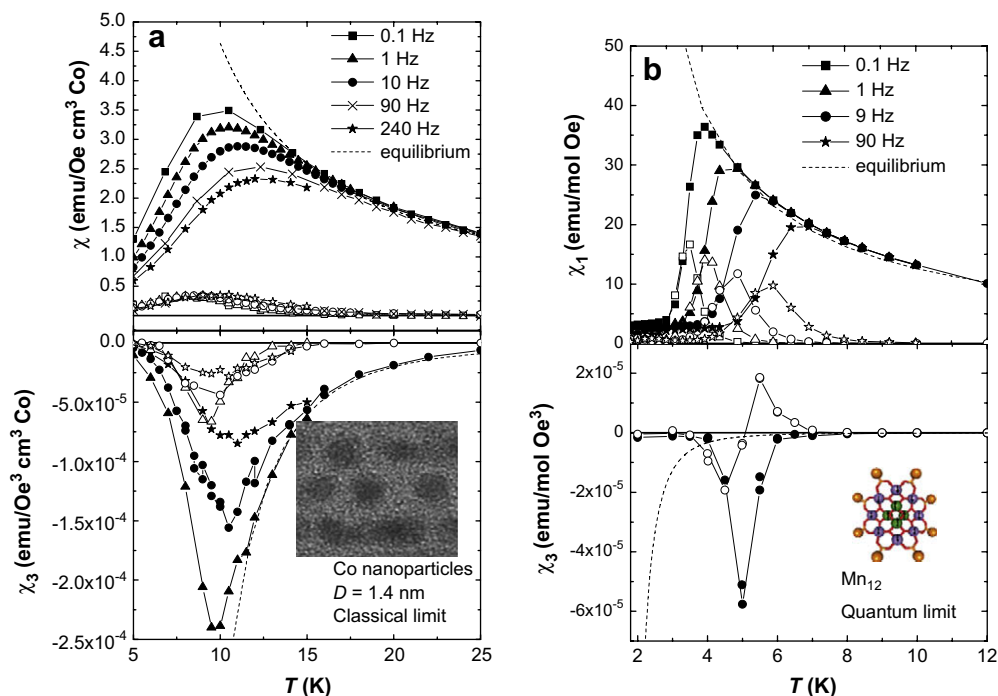 a
5.0
4.5
4.0
3.5
3.0
2.5
2.0
1.5
1.0
0.5
χ (emu/Oe cm³ Co)
0.1 Hz
1 Hz
10 Hz
90 Hz
240 Hz
equilibrium
0.0
-5.0x10⁻⁵
-1.0x10⁻⁴
-1.5x10⁻⁴
-2.0x10⁻⁴
-2.5x10⁻⁴
χ₃ (emu/Oe³ cm³ Co)
Co nanoparticles
D = 1.4 nm
Classical limit
5 10 15 20 25
T (K)
b
50
40
30
20
10
0
χ₁ (emu/mol Oe)
0.1 Hz
1 Hz
9 Hz
90 Hz
equilibrium
2x10⁻⁵
0
-2x10⁻⁵
-4x10⁻⁵
-6x10⁻⁵
χ₃ (emu/mol Oe³)
Mn₁₂
Quantum limit
2 4 6 8 10 12
T (K)